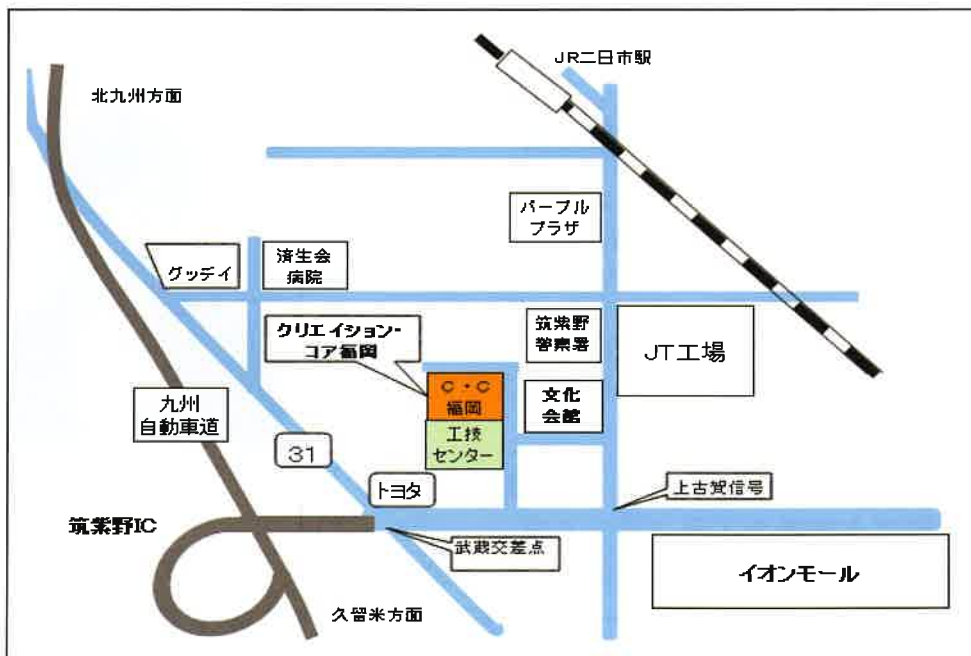 JR二日市駅
北九州方面
パープル
プラザ
グッデイ
済生会
病院
クリエイション・
コア福岡
筑紫野
警察署
JT工場
C・C
福岡
文化
会館
九州
自動車道
工技
センター
31
トヨタ
上古賀信号
筑紫野IC
武蔵交差点
イオンモール
久留米方面